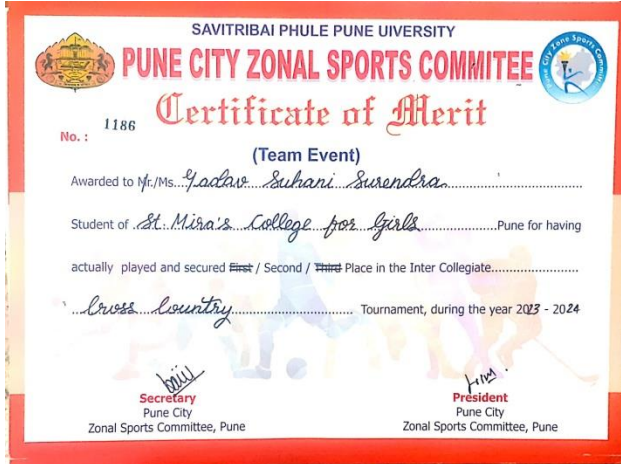 SAVITRIBAI PHULE PUNE UIVERSITY
PUNE CITY ZONAL SPORTS COMMITEE
Certificate of Merit
No. : 1186
(Team Event)
Awarded to Mr./Ms. Yadav Suhani Surendra
Student of St. Mira's College for Girls Pune for having
actually played and secured First / Second / Third Place in the Inter Collegiate
Cross Country Tournament, during the year 2023 - 2024
Secretary
Pune City
Zonal Sports Committee, Pune
President
Pune City
Zonal Sports Committee, Pune